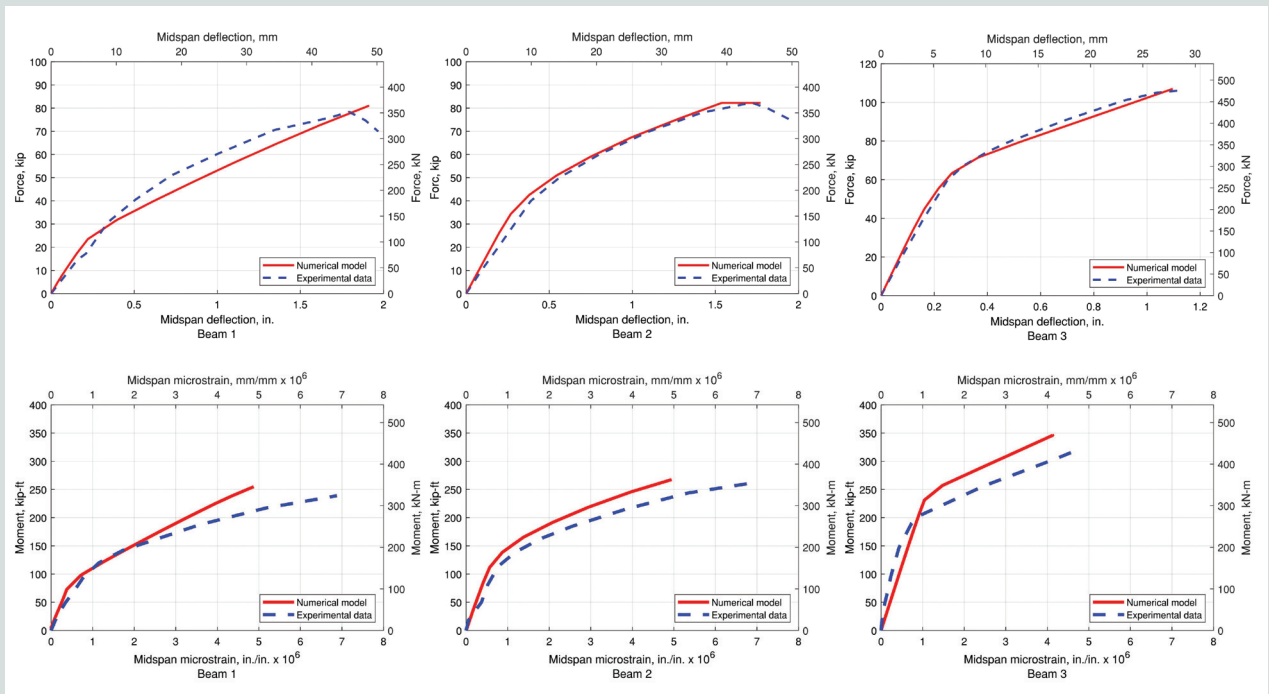 Midspan deflection, mm
0 10 20 30 40 50
100 90 80 70 60 50 40 30 20 10 0
Force, kip
400 350 300 250 200 150 100 50 0
Force, kN
Numerical model
Experimental data
0 0.5 1 1.5 2
Midspan deflection, in.
Beam 1
Midspan deflection, mm
0 10 20 30 40 50
100 90 80 70 60 50 40 30 20 10 0
Forc, kip
400 350 300 250 200 150 100 50 0
Force, kN
Numerical model
Experimental data
0 0.5 1 1.5 2
Midspan deflection, in.
Beam 2
Midspan deflection, mm
0 5 10 15 20 25 30
120 100 80 60 40 20 0
Force, kip
500 450 400 350 300 250 200 150 100 50 0
Force, kN
Numerical model
Experimental data
0 0.2 0.4 0.6 0.8 1 1.2
Midspan deflection, in.
Beam 3
Midspan microstrain, mm/mm x 10⁶
0 1 2 3 4 5 6 7 8
400 350 300 250 200 150 100 50 0
Moment, kip-ft
500 400 300 200 100 0
Moment, kN-m
Numerical model
Experimental data
0 1 2 3 4 5 6 7 8
Midspan microstrain, in./in. × 10⁶
Beam 1
Midspan microstrain, mm/mm x 10⁶
0 1 2 3 4 5 6 7 8
400 350 300 250 200 150 100 50 0
Moment, kip-ft
500 400 300 200 100 0
Moment, kN-m
Numerical model
Experimental data
0 1 2 3 4 5 6 7 8
Midspan microstrain, in./in. × 10⁶
Beam 2
Midspan microstrain, mm/mm x 10⁶
0 1 2 3 4 5 6 7 8
400 350 300 250 200 150 100 50 0
Moment, kip-ft
500 400 300 200 100 0
Moment, kN-m
Numerical model
Experimental data
0 1 2 3 4 5 6 7 8
Midspan microstrain, in./in. × 10⁶
Beam 3